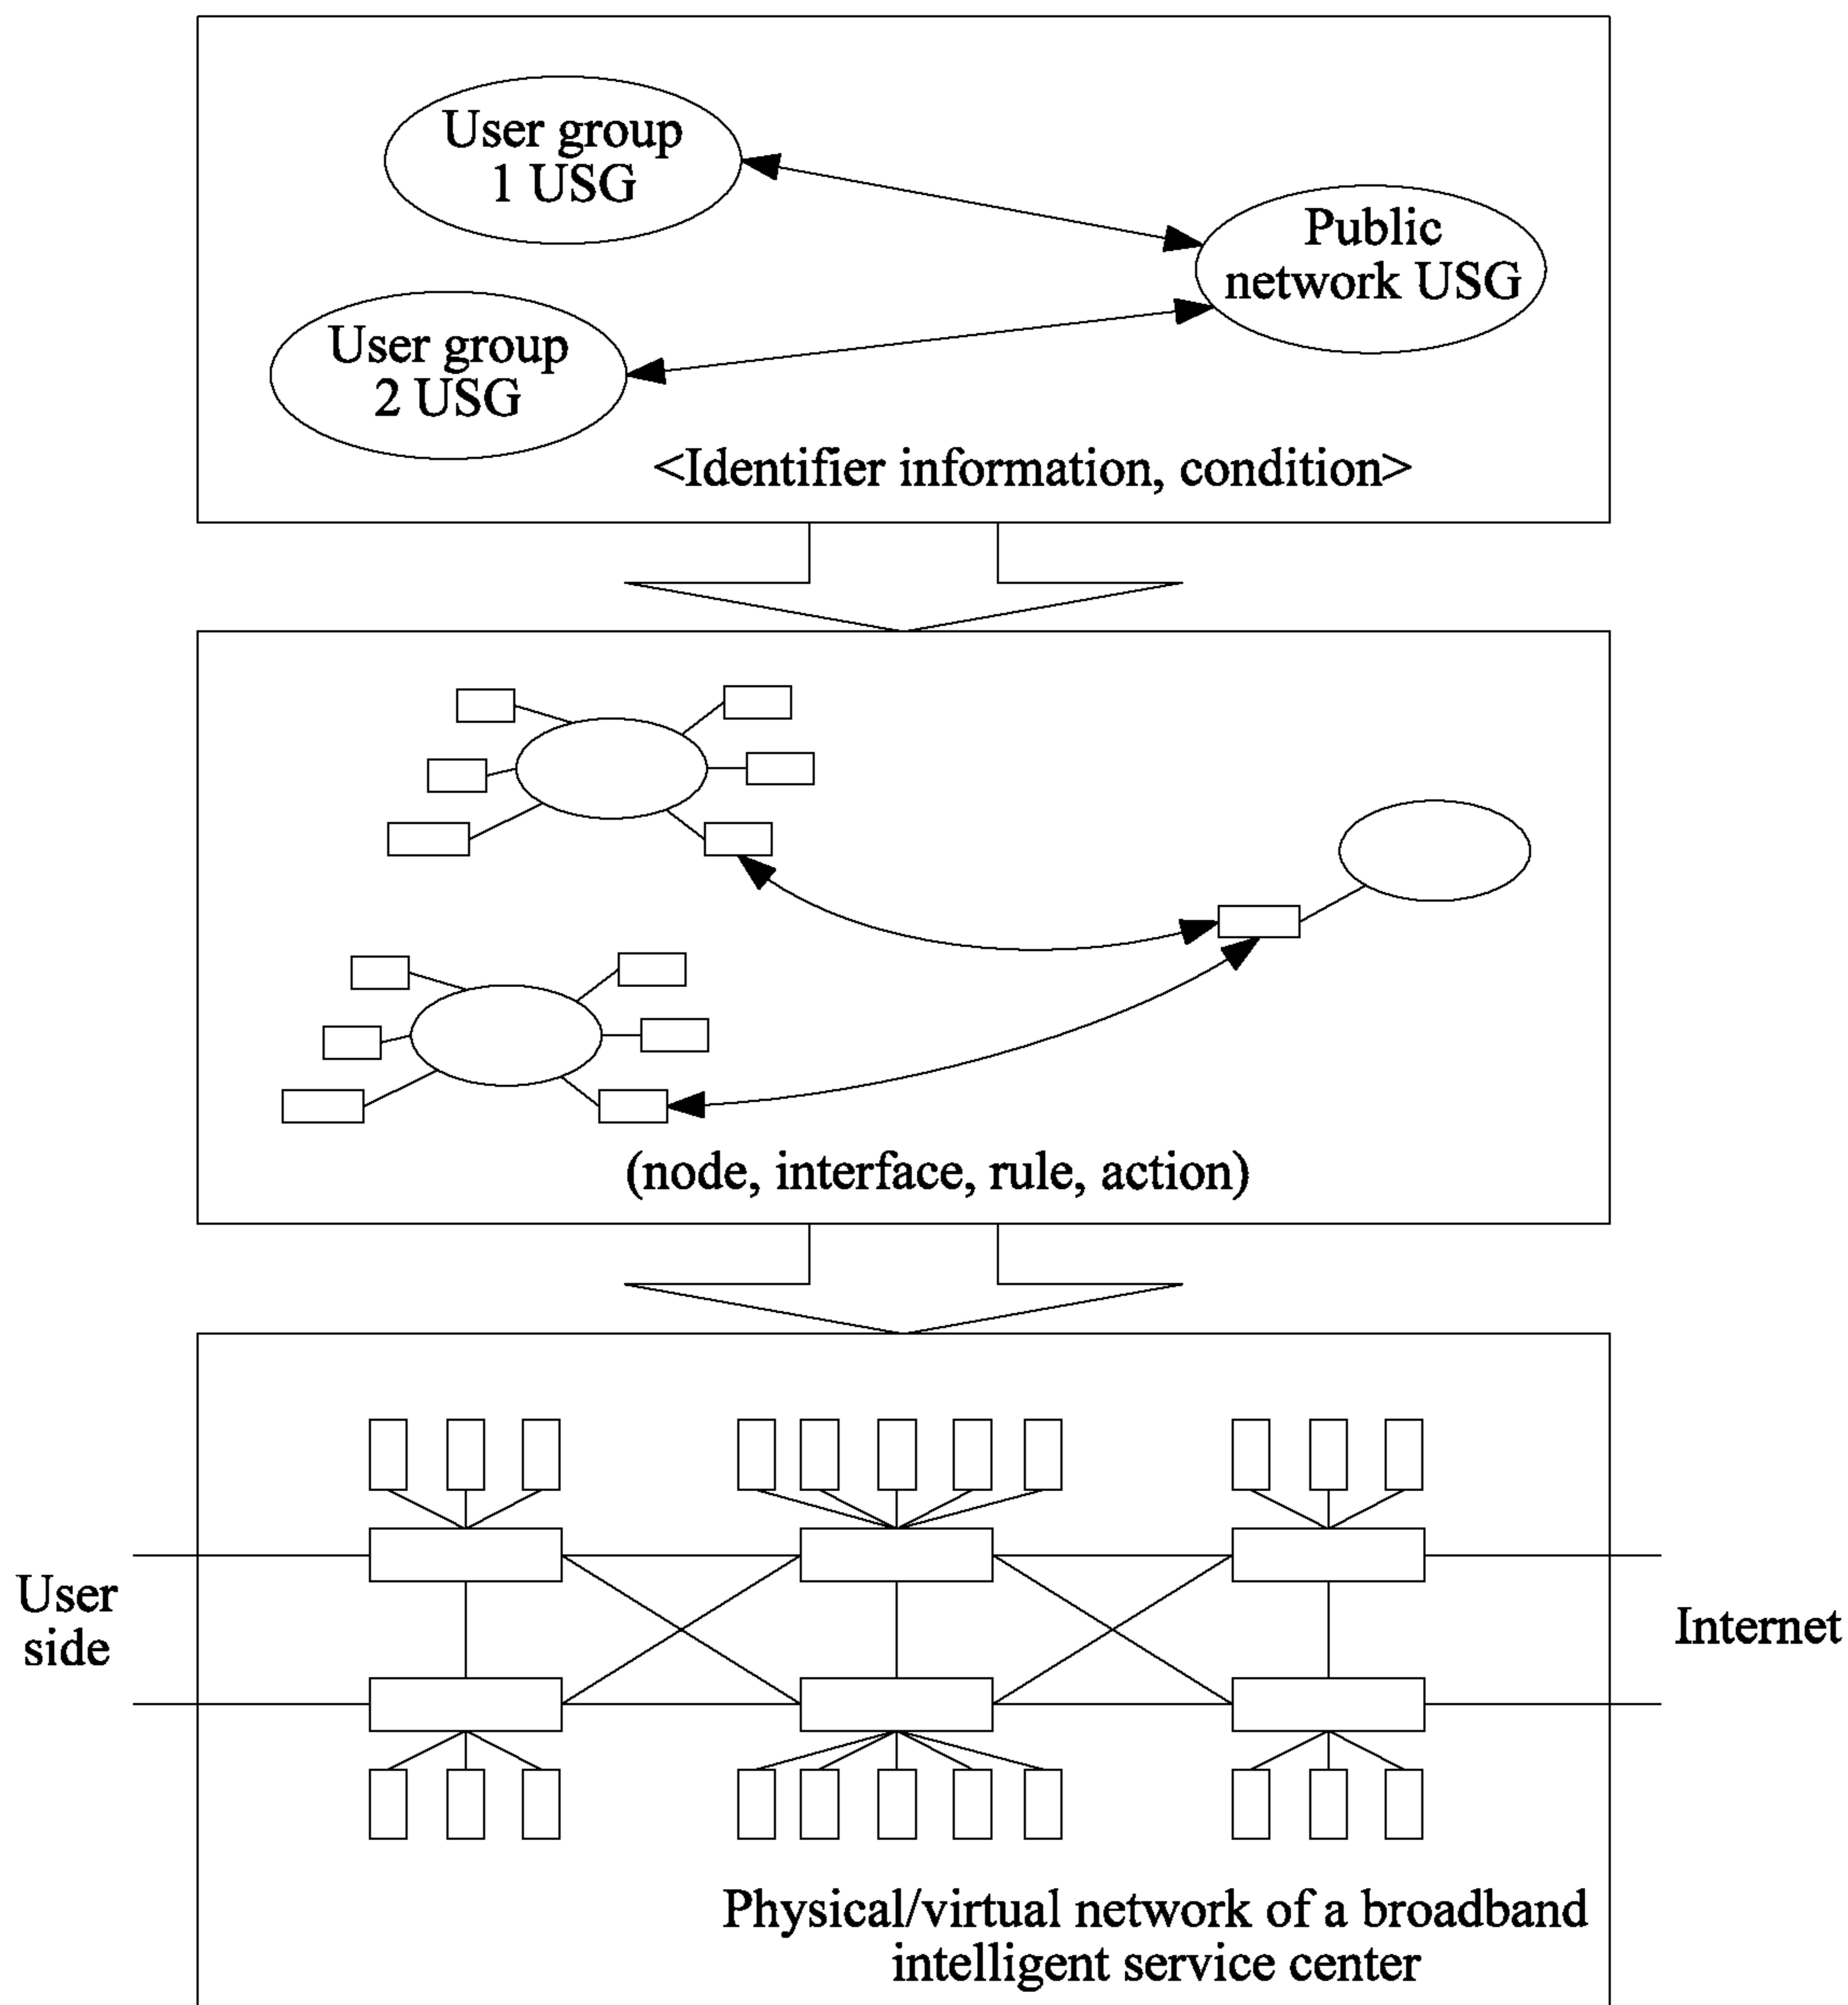 User group
1 USG
Public
network USG
User group
2 USG
<Identifier information, condition>
(node, interface, rule, action)
User
side
Internet
Physical/virtual network of a broadband
intelligent service center